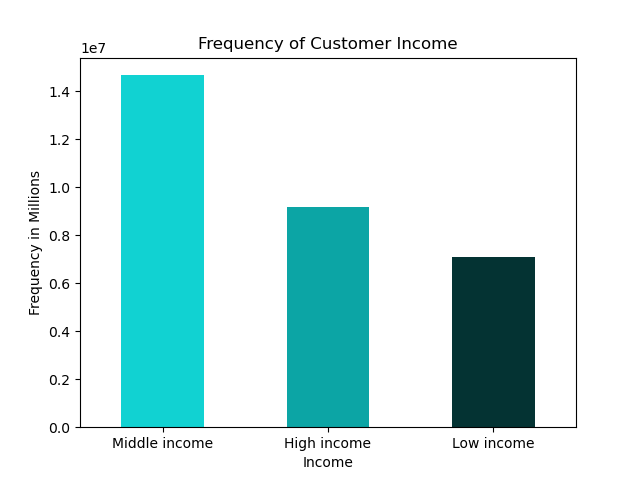 Frequency of Customer Income
1e7
Frequency in Millions
1.4
1.2
1.0
0.8
0.6
0.4
0.2
0.0
Middle income
High income
Low income
Income